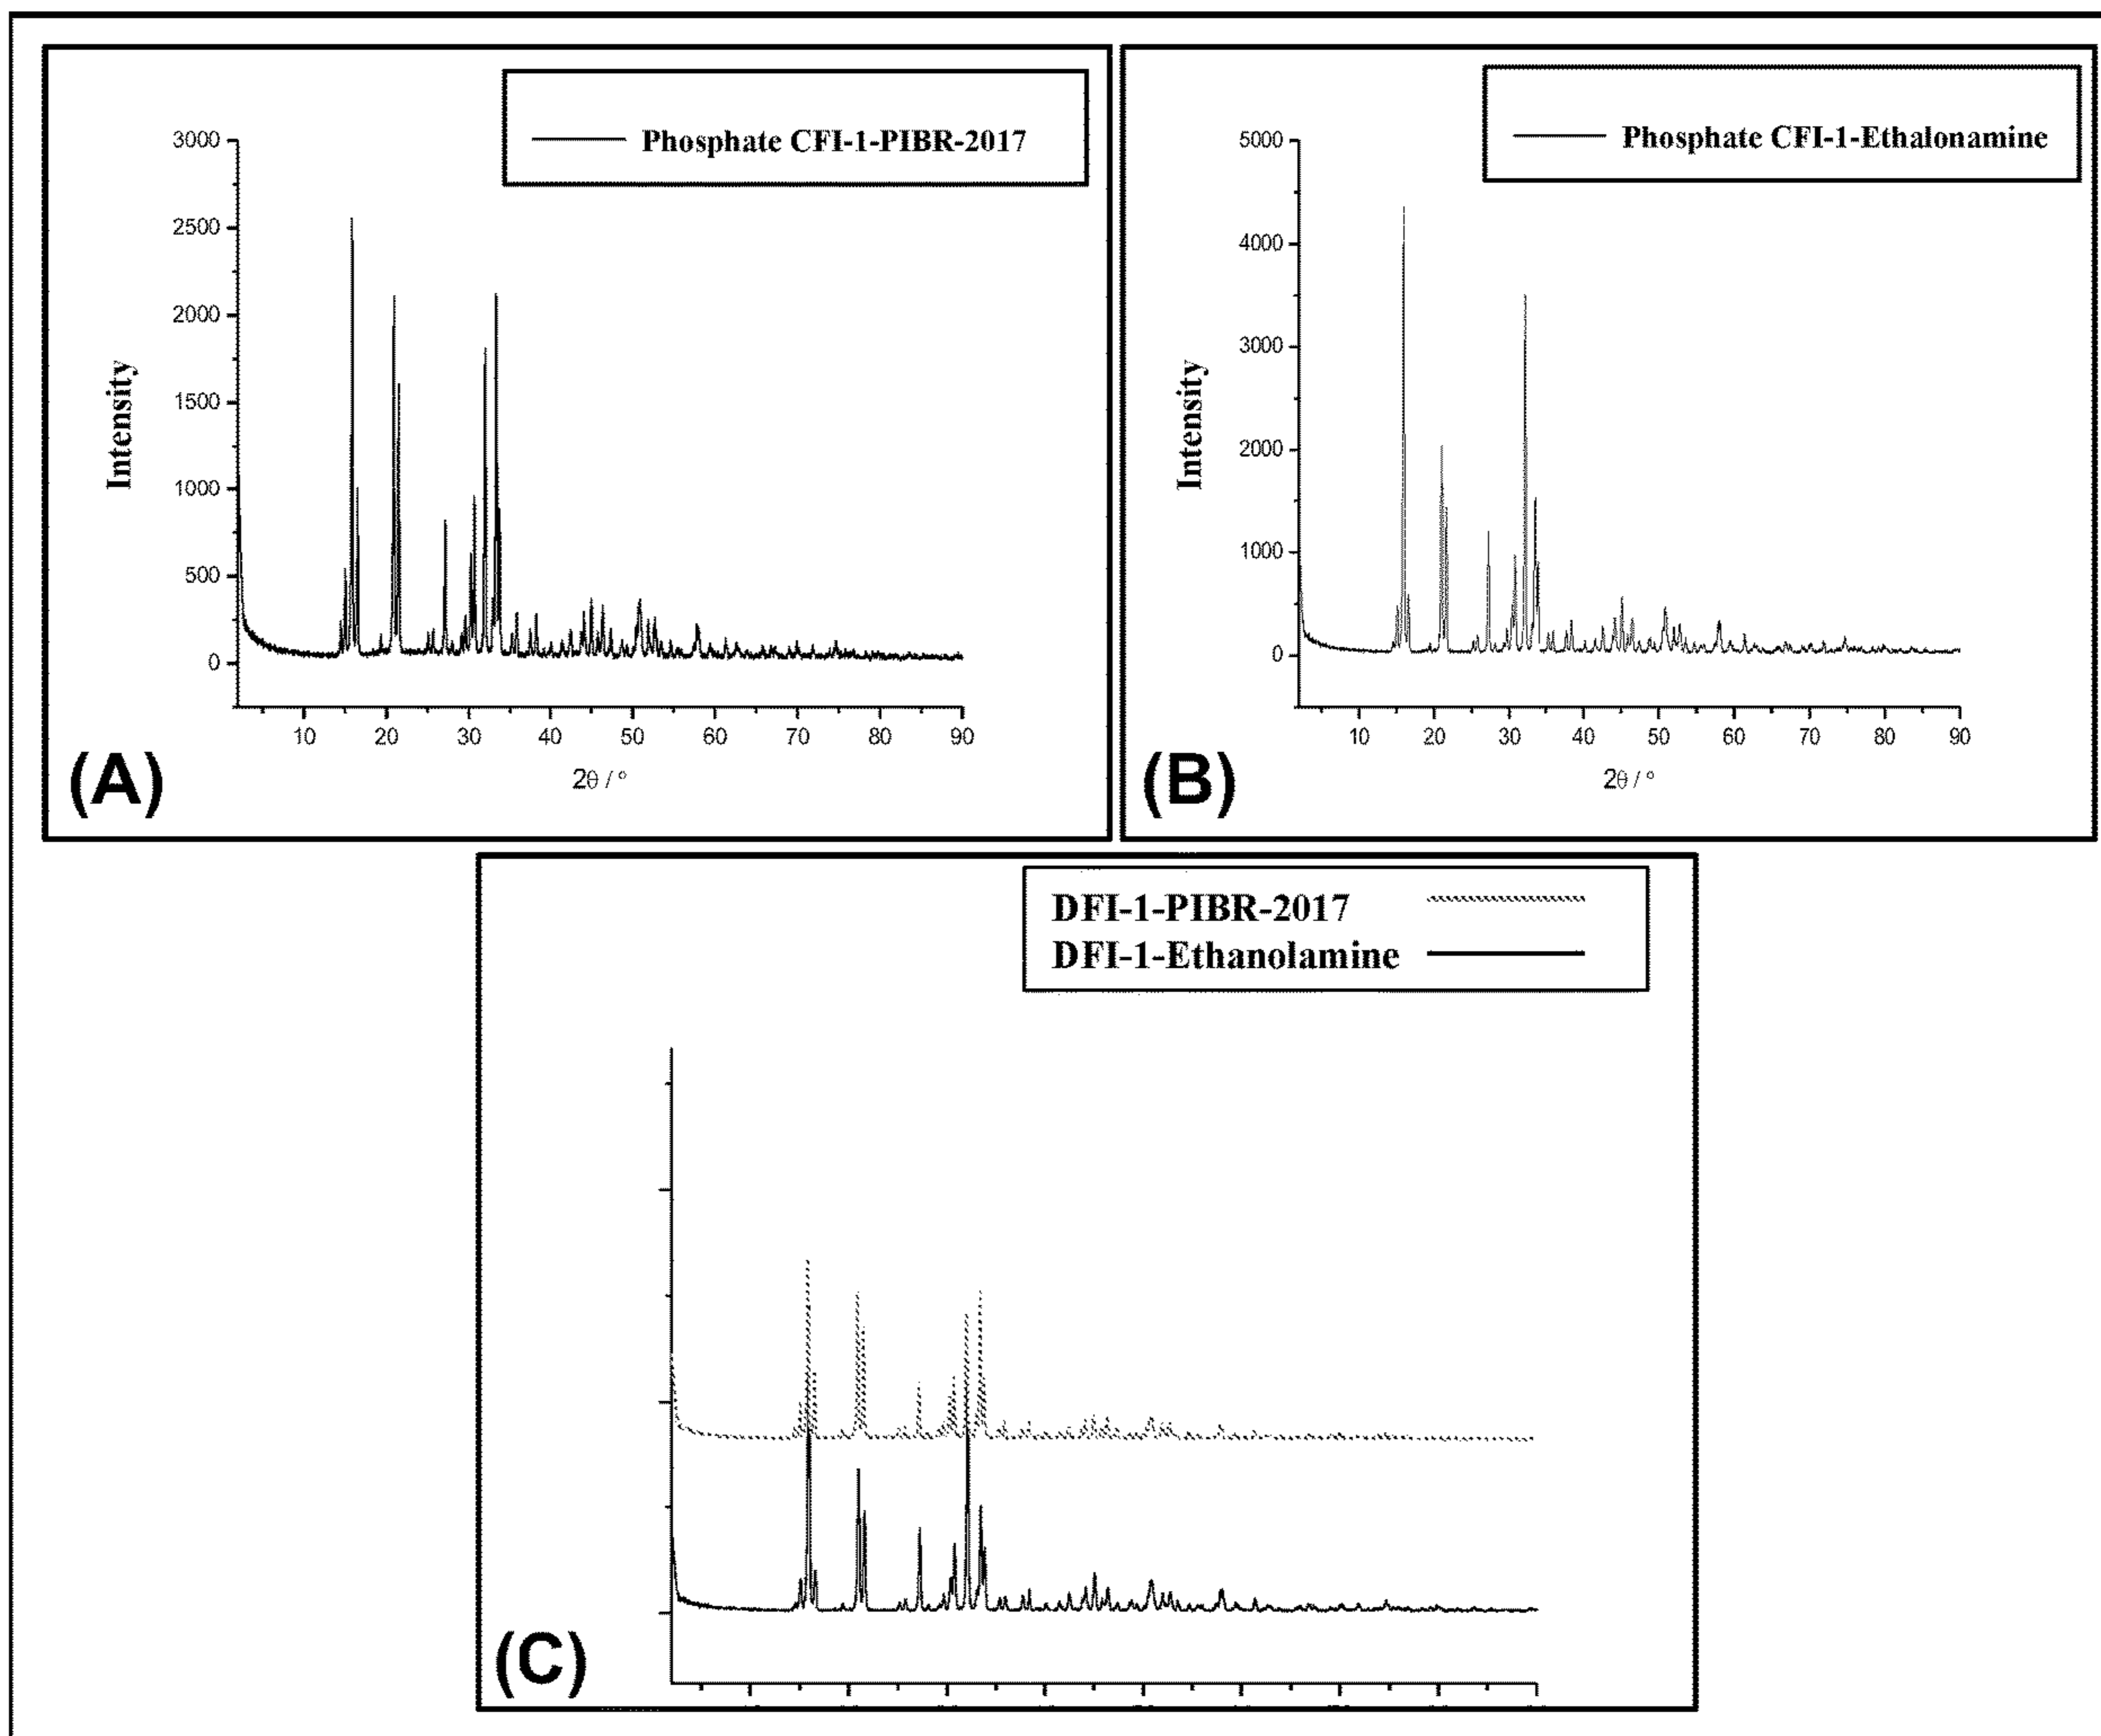 Phosphate CFI-1-PIBR-2017
3000
2500
2000
1500
1000
500
0
Intensity
10 20 30 40 50 60 70 80 90
2θ / °
(A)
Phosphate CFI-1-Ethalonamine
5000
4000
3000
2000
1000
0
Intensity
10 20 30 40 50 60 70 80 90
2θ / °
(B)
DFI-1-PIBR-2017
DFI-1-Ethanolamine
(C)